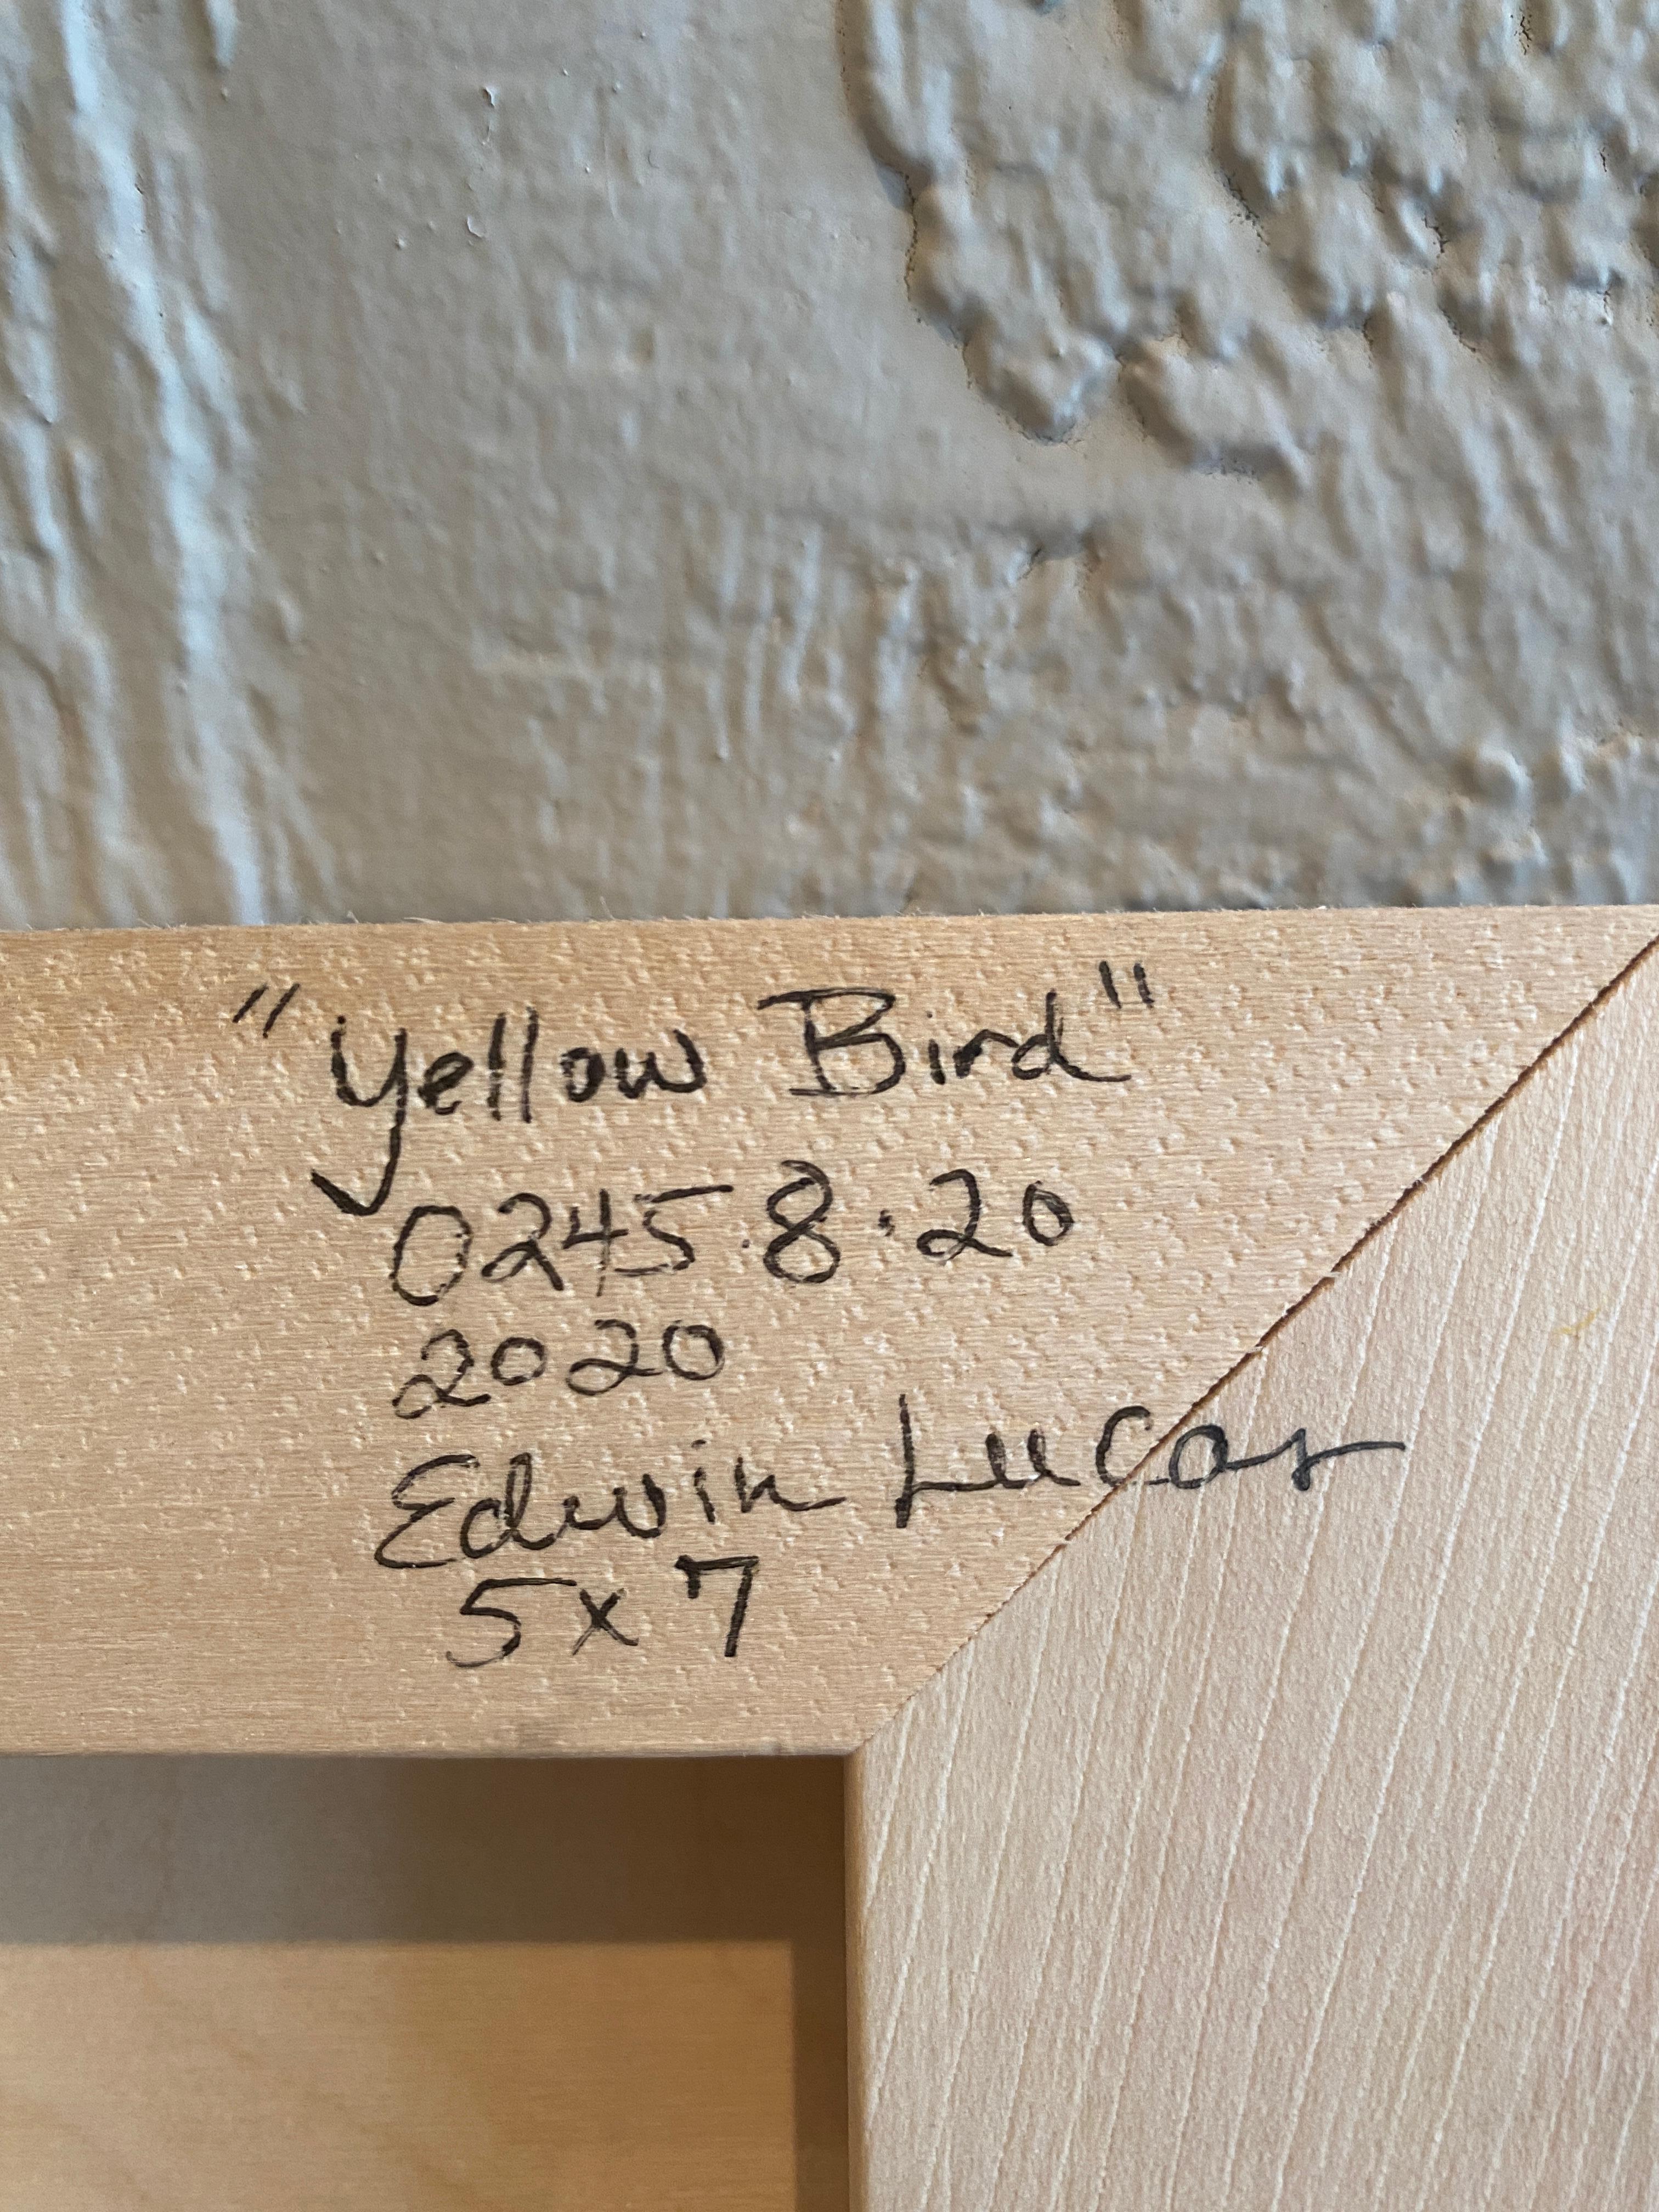 "Yellow Bird"
0245.8.20
2020
Edwin Lucas
5x7